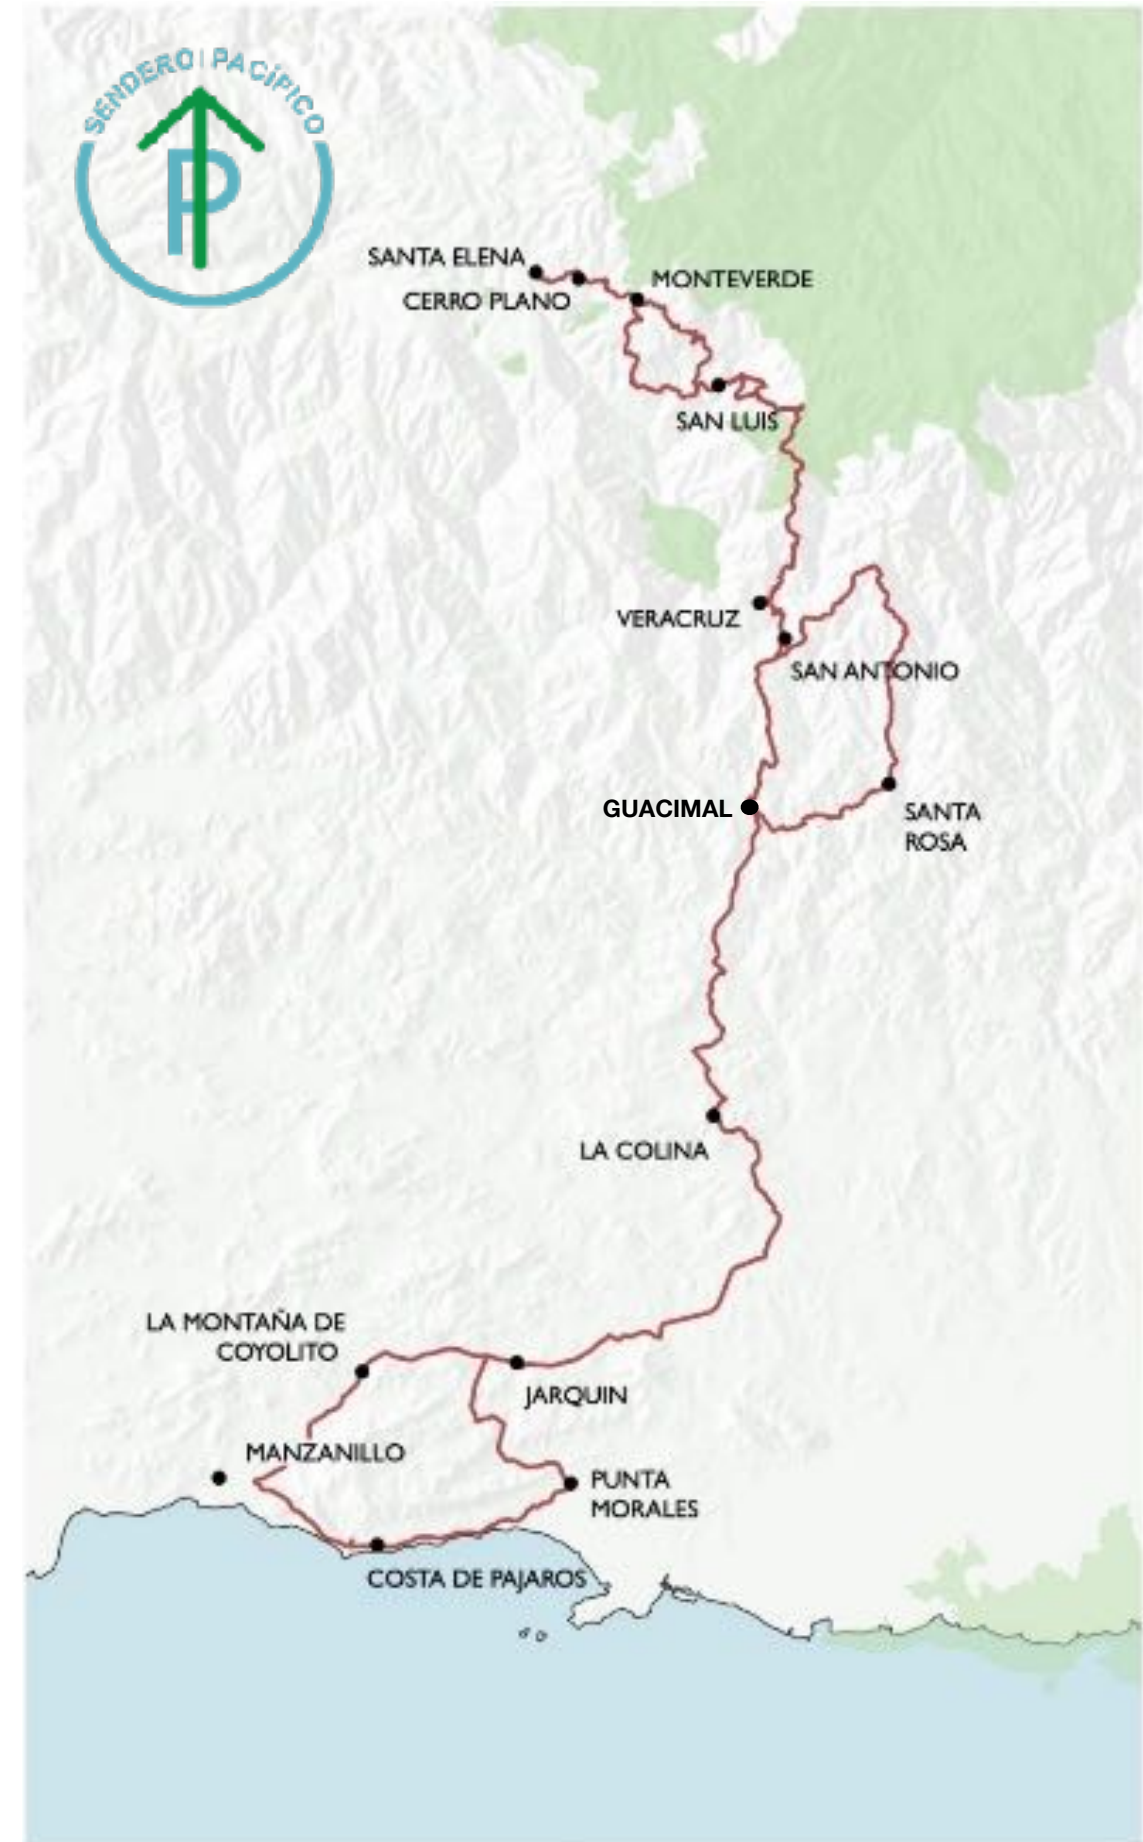 SENDERO PACÍFICO
P
SANTA ELENA
CERRO PLANO
MONTEVERDE
SAN LUIS
VERACRUZ
SAN ANTONIO
GUACIMAL
SANTA
ROSA
LA COLINA
LA MONTAÑA DE
COYOLITO
JARQUIN
MANZANILLO
PUNTA
MORALES
COSTA DE PAJAROS